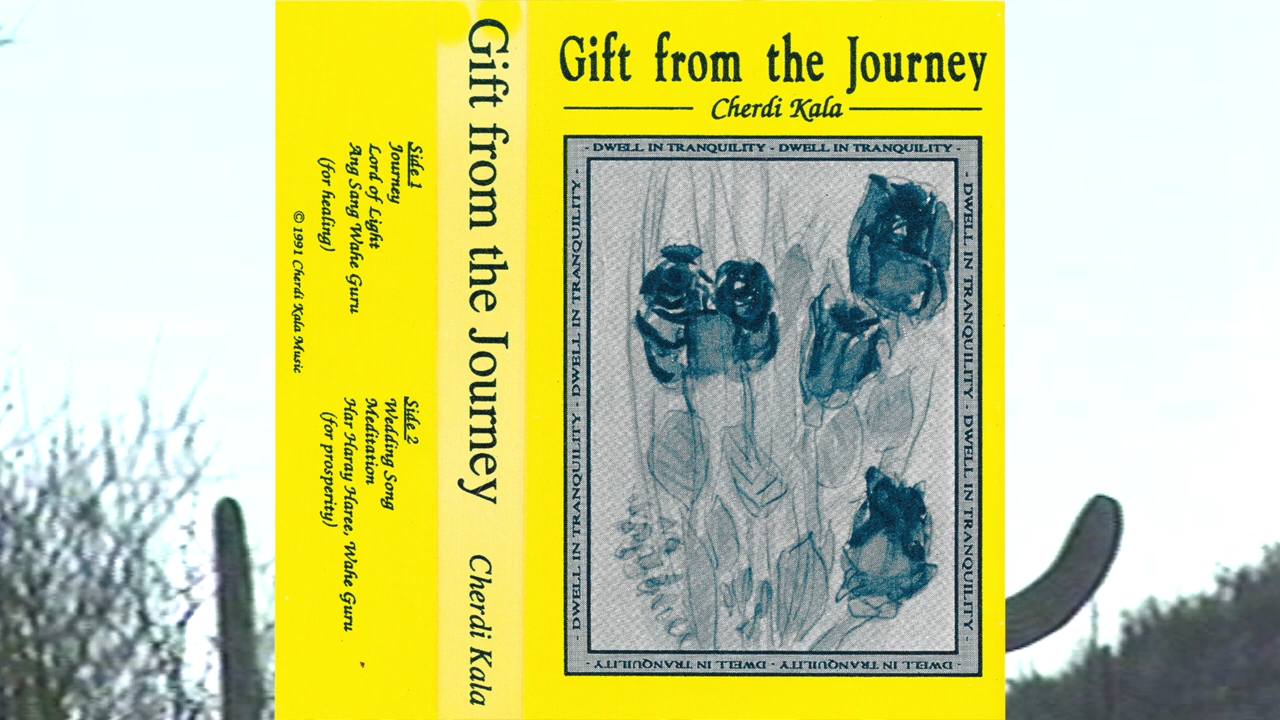 Gift from the Journey
Cherdi Kala
- DWELL IN TRANQUILITY - DWELL IN TRANQUILITY -
- DWELL IN TRANQUILITY - DWELL IN TRANQUILITY -
- DWELL IN TRANQUILITY - DWELL IN TRANQUILITY -
- DWELL IN TRANQUILITY - DWELL IN TRANQUILITY -
Gift from the Journey Cherdi Kala
Side 1
Journey
Lord of Light
Ang Sang Wahe Guru
(for healing)
Side 2
Wedding Song
Meditation
Har Haray Haree, Wahe Guru
(for prosperity)
© 1991 Cherdi Kala Music